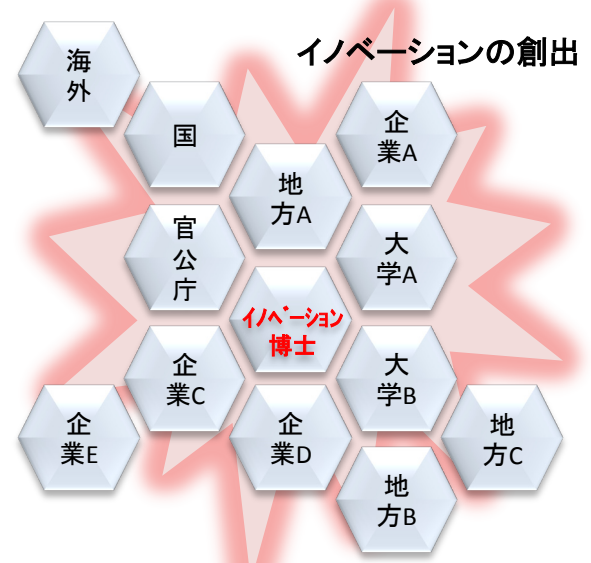 イノベーションの創出
海
外
国
企
業A
地
方A
官
公
庁
大
学A
イノベーション
博士
企
業C
大
学B
企
業E
企
業D
地
方C
地
方B